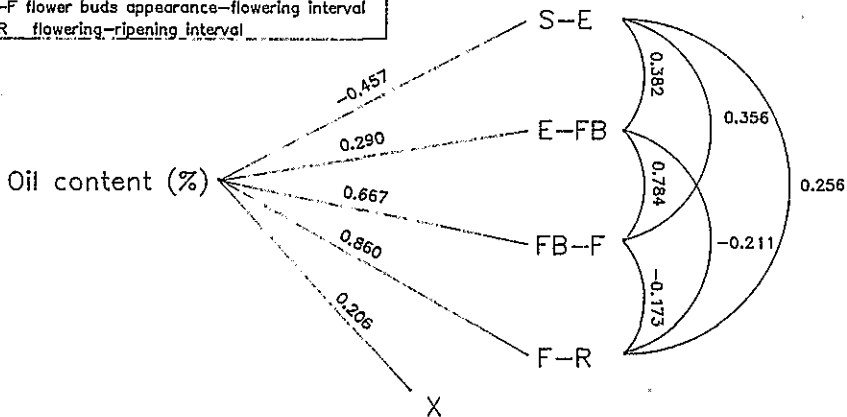 -F flower buds appearance-flowering interval
R flowering-ripening interval
S-E
-0.457
0.382
0.356
E-FB
0.290
Oil content (%)
0.784
0.256
0.667
FB-F
-0.211
0.860
-0.173
0.206
F-R
X